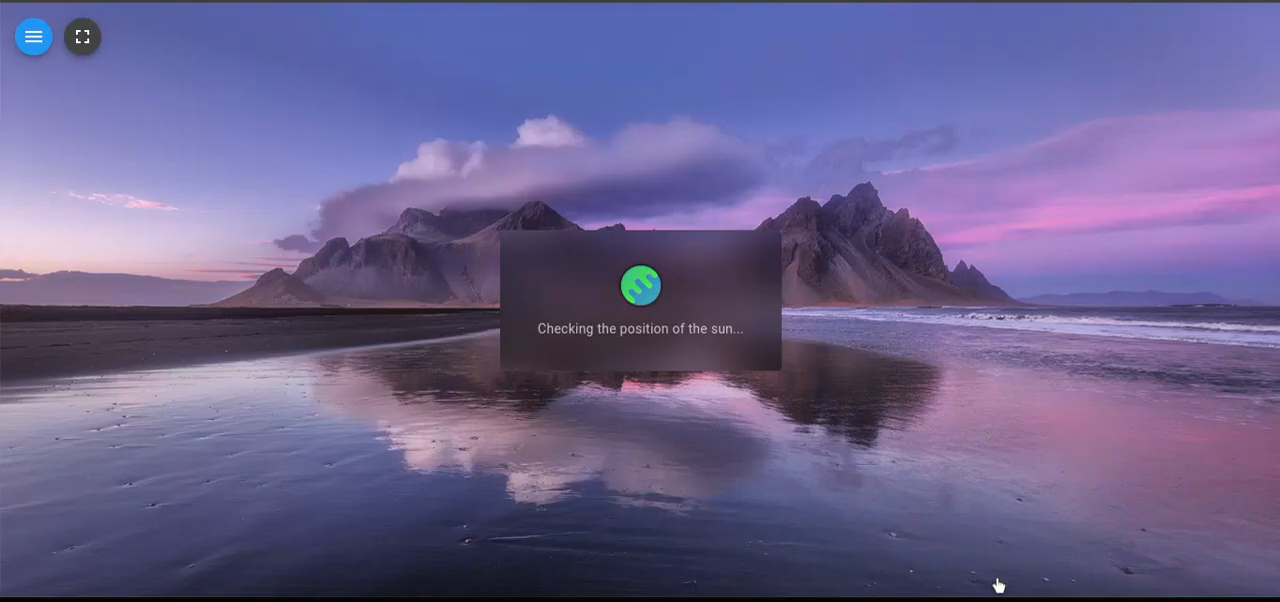 Checking the position of the sun...